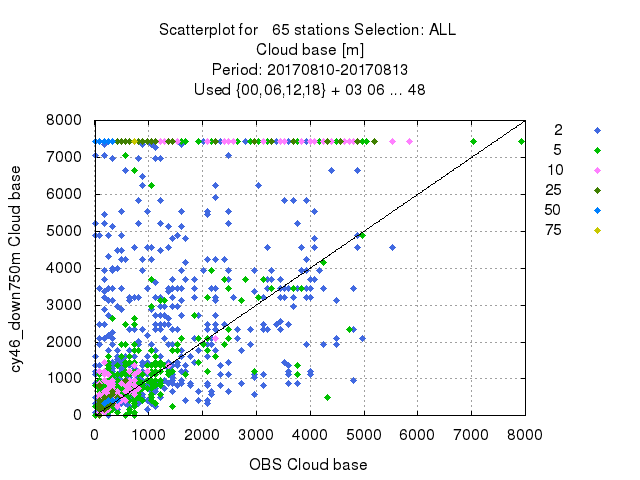 Scatterplot for 65 stations Selection: ALL
Cloud base [m]
Period: 20170810-20170813
Used {00,06,12,18} + 03 06 ... 48
8000
7000
6000
5000
4000
3000
2000
1000
0
cy46_down750m Cloud base
0 1000 2000 3000 4000 5000 6000 7000 8000
OBS Cloud base
2
5
10
25
50
75